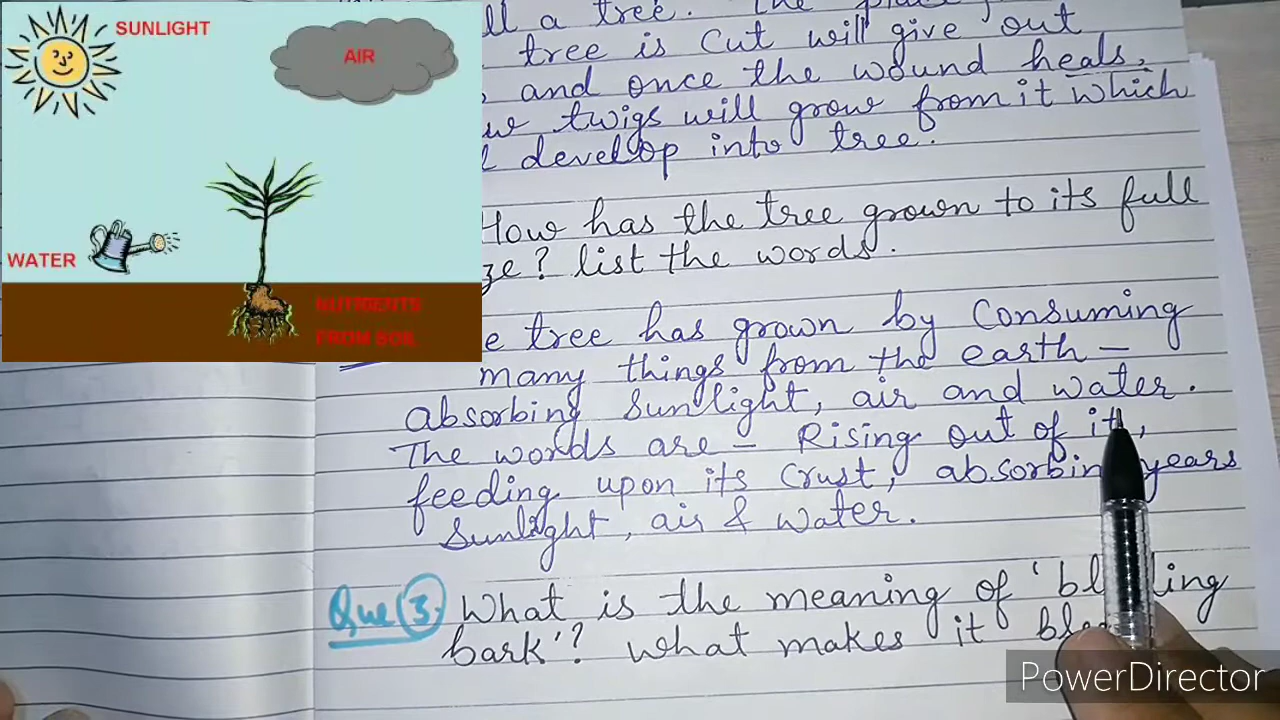 SUNLIGHT
AIR
WATER
NUTRIENTS
FROM SOIL
a tree. The
tree is cut will give out
, and once the wound heals,
twigs will grow from it which
develop into tree.
How has the tree grown to its full
? list the words.
tree has grown by Consuming
many things from the earth -
absorbing Sunlight, air and water.
The words are - Rising out of it,
feeding upon its Crust, absorbing years
Sunlight, air & water.
Que (3) What is the meaning of '
bark'? What makes it
PowerDirector